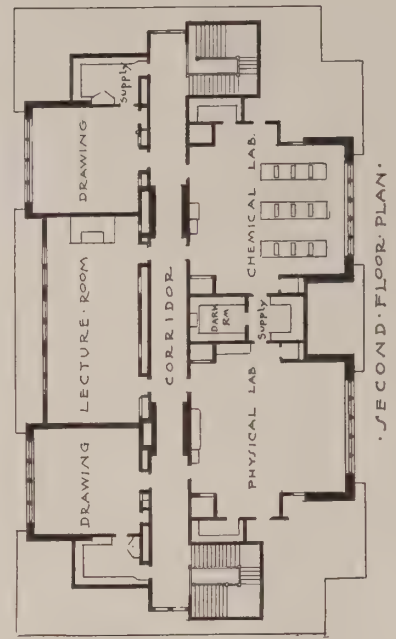 DRAWING
LECTURE · ROOM
DRAWING
SUPPLY
CORRIDOR
PHYSICAL LAB
DARK
RM
SUPPLY
CHEMICAL LAB.
· SECOND · FLOOR · PLAN ·